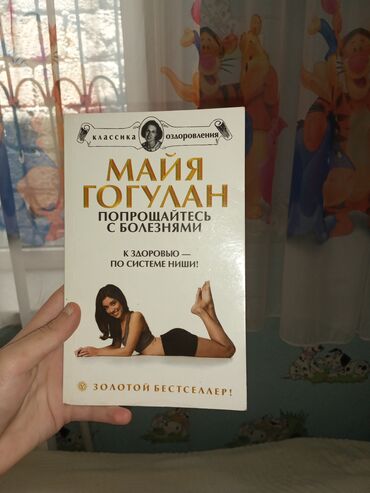 классика оздоровления
МАЙЯ
ГОГУЛАН
ПОПРОЩАЙТЕСЬ
С БОЛЕЗНЯМИ
К ЗДОРОВЬЮ —
ПО СИСТЕМЕ НИШИ!
ЗОЛОТОЙ БЕСТСЕЛЛЕР!